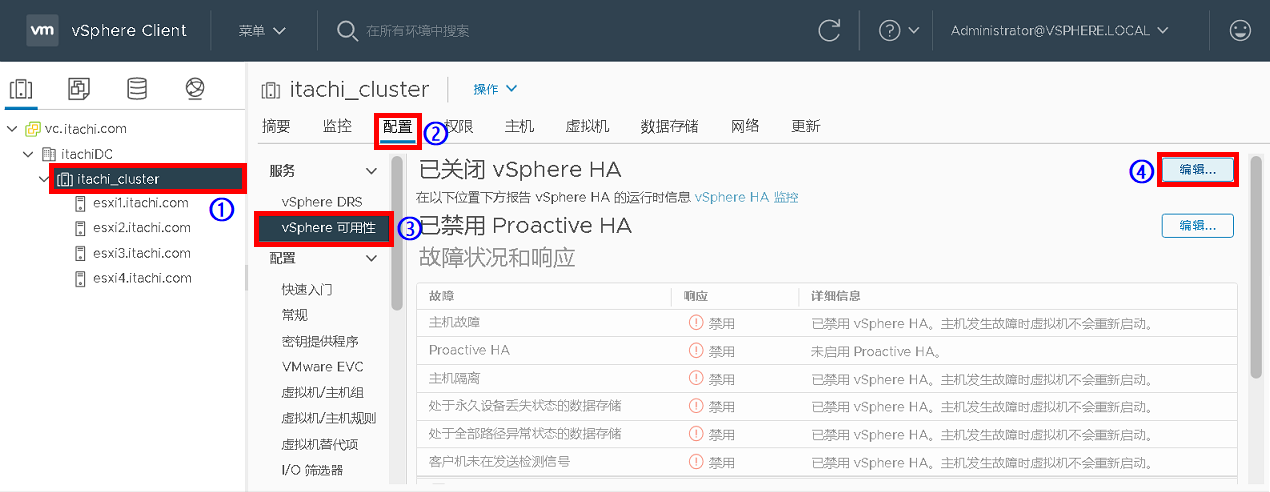 vm vSphere Client 菜单 在所有环境中搜索 Administrator@VSPHERE.LOCAL
vc.itachi.com
itachiDC
itachi_cluster
①
esxi1.itachi.com
esxi2.itachi.com
esxi3.itachi.com
esxi4.itachi.com
itachi_cluster 操作
摘要 监控 配置 ② 权限 主机 虚拟机 数据存储 网络 更新
服务
vSphere DRS
vSphere 可用性 ③
配置
快速入门
常规
密钥提供程序
VMware EVC
虚拟机/主机组
虚拟机/主机规则
虚拟机替代项
I/O 筛选器
已关闭 vSphere HA ④ 编辑...
在以下位置下方报告 vSphere HA 的运行时信息 vSphere HA 监控
已禁用 Proactive HA 编辑...
故障状况和响应
故障 响应 详细信息
主机故障 禁用 已禁用 vSphere HA。主机发生故障时虚拟机不会重新启动。
Proactive HA 禁用 未启用 Proactive HA。
主机隔离 禁用 已禁用 vSphere HA。主机发生故障时虚拟机不会重新启动。
处于永久设备丢失状态的数据存储 禁用 已禁用 vSphere HA。主机发生故障时虚拟机不会重新启动。
处于全部路径异常状态的数据存储 禁用 已禁用 vSphere HA。主机发生故障时虚拟机不会重新启动。
客户机未在发送检测信号 禁用 已禁用 vSphere HA。主机发生故障时虚拟机不会重新启动。